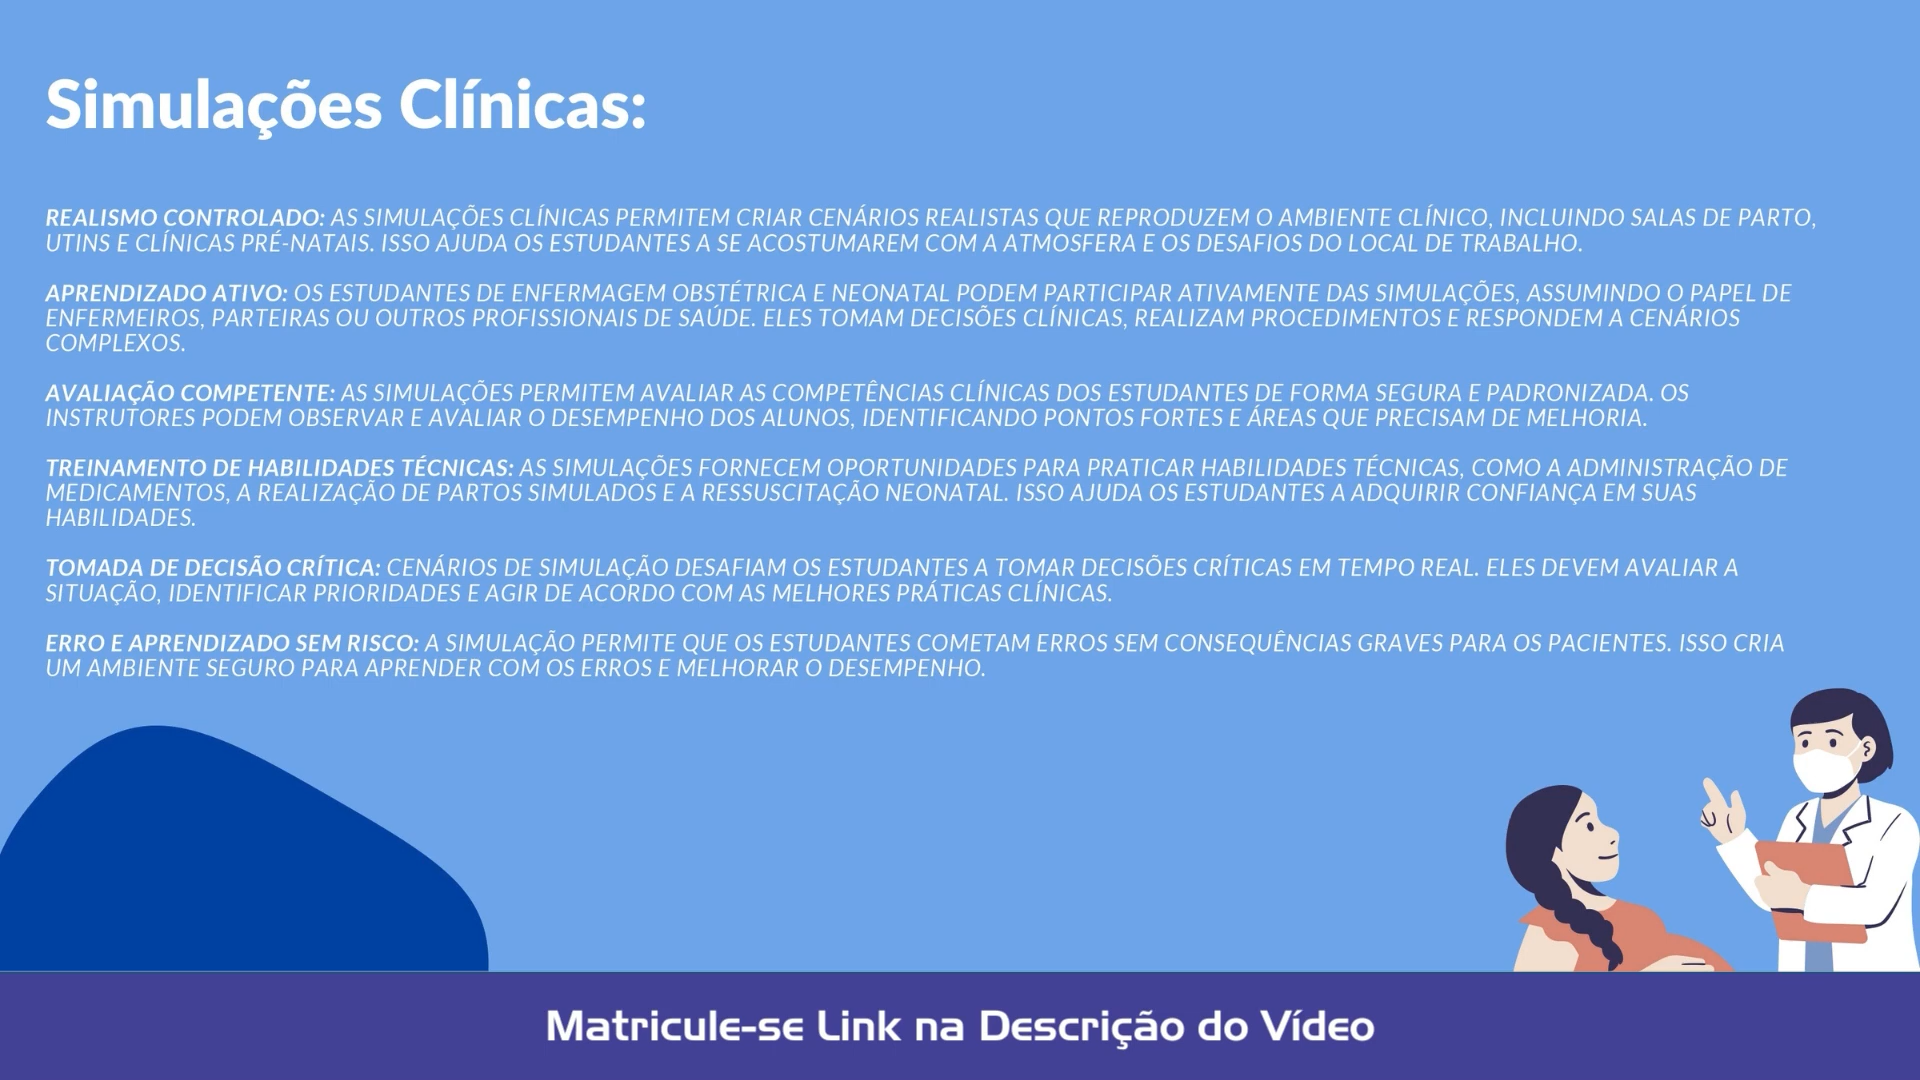 Simulações Clínicas:
REALISMO CONTROLADO: AS SIMULAÇÕES CLÍNICAS PERMITEM CRIAR CENÁRIOS REALISTAS QUE REPRODUZEM O AMBIENTE CLÍNICO, INCLUINDO SALAS DE PARTO,
UTINS E CLÍNICAS PRÉ-NATAIS. ISSO AJUDA OS ESTUDANTES A SE ACOSTUMAREM COM A ATMOSFERA E OS DESAFIOS DO LOCAL DE TRABALHO.
APRENDIZADO ATIVO: OS ESTUDANTES DE ENFERMAGEM OBSTÉTRICA E NEONATAL PODEM PARTICIPAR ATIVAMENTE DAS SIMULAÇÕES, ASSUMINDO O PAPEL DE
ENFERMEIROS, PARTEIRAS OU OUTROS PROFISSIONAIS DE SAÚDE. ELES TOMAM DECISÕES CLÍNICAS, REALIZAM PROCEDIMENTOS E RESPONDEM A CENÁRIOS
COMPLEXOS.
AVALIAÇÃO COMPETENTE: AS SIMULAÇÕES PERMITEM AVALIAR AS COMPETÊNCIAS CLÍNICAS DOS ESTUDANTES DE FORMA SEGURA E PADRONIZADA. OS
INSTRUTORES PODEM OBSERVAR E AVALIAR O DESEMPENHO DOS ALUNOS, IDENTIFICANDO PONTOS FORTES E ÁREAS QUE PRECISAM DE MELHORIA.
TREINAMENTO DE HABILIDADES TÉCNICAS: AS SIMULAÇÕES FORNECEM OPORTUNIDADES PARA PRATICAR HABILIDADES TÉCNICAS, COMO A ADMINISTRAÇÃO DE
MEDICAMENTOS, A REALIZAÇÃO DE PARTOS SIMULADOS E A RESSUSCITAÇÃO NEONATAL. ISSO AJUDA OS ESTUDANTES A ADQUIRIR CONFIANÇA EM SUAS
HABILIDADES.
TOMADA DE DECISÃO CRÍTICA: CENÁRIOS DE SIMULAÇÃO DESAFIAM OS ESTUDANTES A TOMAR DECISÕES CRÍTICAS EM TEMPO REAL. ELES DEVEM AVALIAR A
SITUAÇÃO, IDENTIFICAR PRIORIDADES E AGIR DE ACORDO COM AS MELHORES PRÁTICAS CLÍNICAS.
ERRO E APRENDIZADO SEM RISCO: A SIMULAÇÃO PERMITE QUE OS ESTUDANTES COMETAM ERROS SEM CONSEQUÊNCIAS GRAVES PARA OS PACIENTES. ISSO CRIA
UM AMBIENTE SEGURO PARA APRENDER COM OS ERROS E MELHORAR O DESEMPENHO.
Matricule-se Link na Descrição do Vídeo